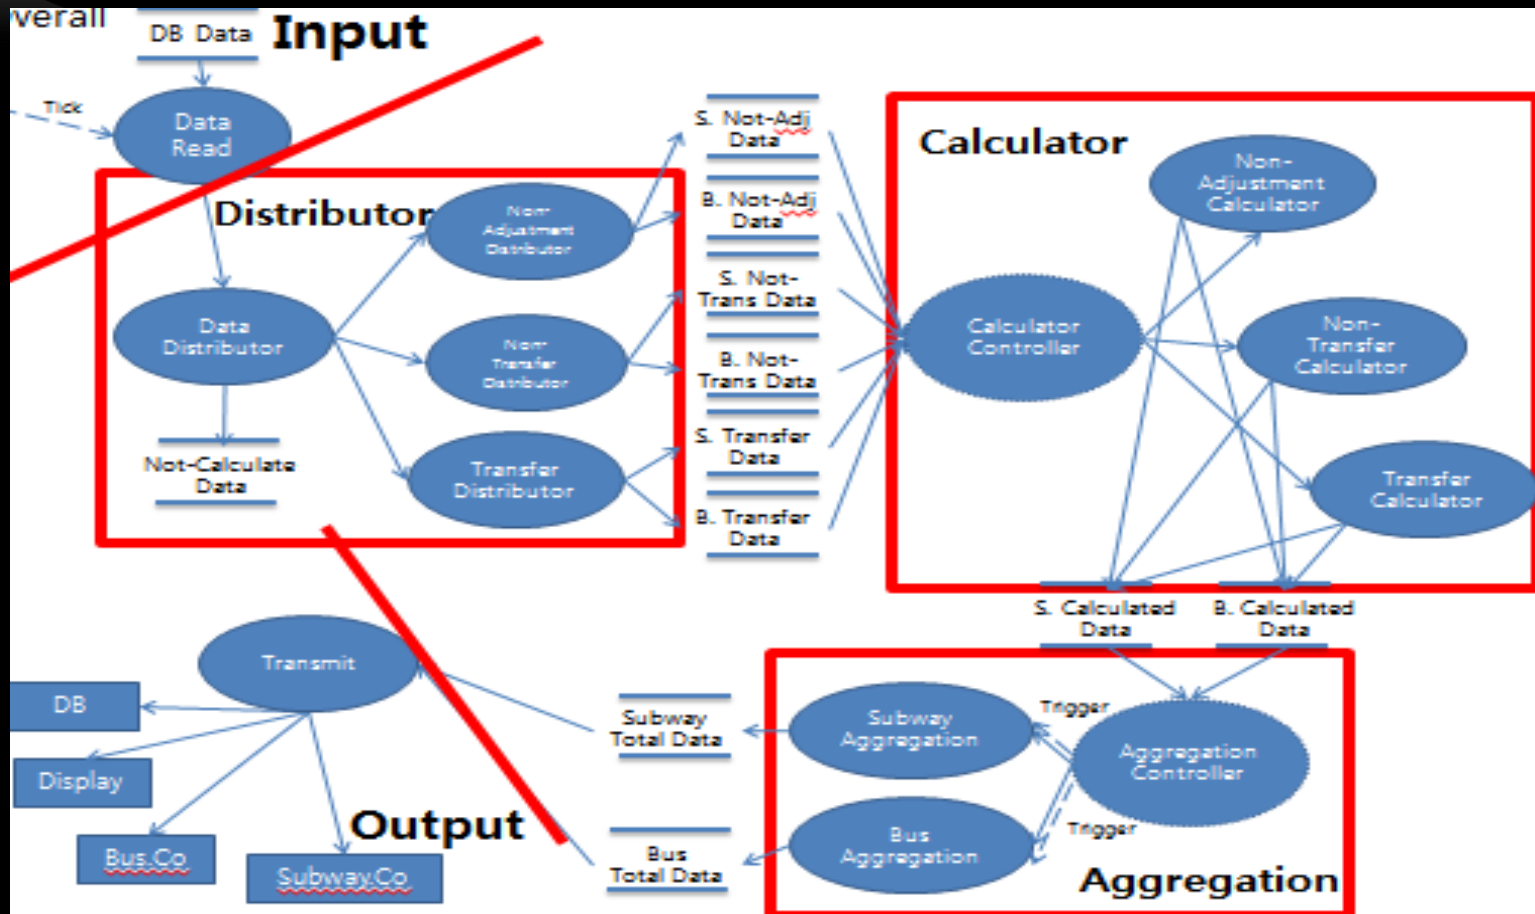 DB Data
Input
Tick
Data
Read
Distributor
Non-
Adjustment
Distributor
Data
Distributor
Non-
Transfer
Distributor
Transfer
Distributor
Not-Calculate
Data
S. Not-Adj
Data
B. Not-Adj
Data
S. Not-
Trans Data
B. Not-
Trans Data
S. Transfer
Data
B. Transfer
Data
Calculator
Calculator
Controller
Non-
Adjustment
Calculator
Non-
Transfer
Calculator
Transfer
Calculator
S. Calculated
Data
B. Calculated
Data
Trigger
Aggregation
Controller
Trigger
Subway
Aggregation
Bus
Aggregation
Aggregation
Subway
Total Data
Bus
Total Data
Transmit
DB
Display
Bus.Co
Subway.Co
Output